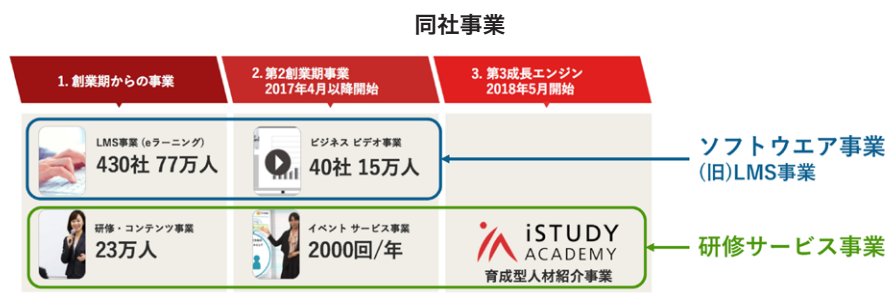 同社事業
1. 創業期からの事業
2. 第2創業期事業
2017年4月以降開始
3. 第3成長エンジン
2018年5月開始
LMS事業 (eラーニング)
430社 77万人
ビジネス ビデオ事業
40社 15万人
ソフトウエア事業
(旧)LMS事業
研修・コンテンツ事業
23万人
イベント サービス事業
2000回/年
iSTUDY
ACADEMY
育成型人材紹介事業
研修サービス事業